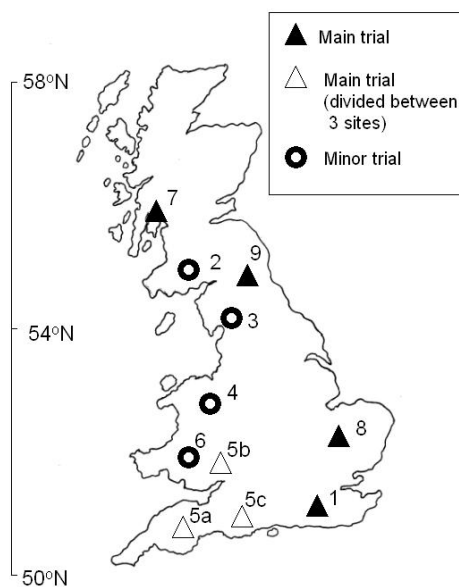 Main trial
Main trial
(divided between
3 sites)
Minor trial
58°N
54°N
50°N
7
2
9
3
4
8
6
5b
5c
1
5a